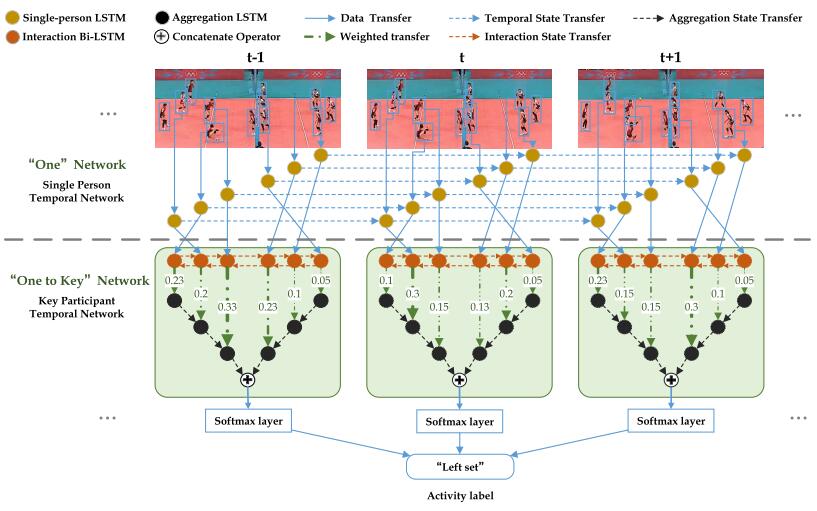 Single-person LSTM
Aggregation LSTM
Data Transfer
Temporal State Transfer
Aggregation State Transfer
Interaction Bi-LSTM
Concatenate Operator
Weighted transfer
Interaction State Transfer
t-1
t
t+1
...
...
“One” Network
Single Person
Temporal Network
“One to Key” Network
Key Participant
Temporal Network
0.23
0.2
0.33
0.23
0.1
0.05
0.1
0.3
0.15
0.13
0.2
0.05
0.23
0.15
0.15
0.3
0.1
0.05
...
Softmax layer
Softmax layer
Softmax layer
...
“Left set”
Activity label